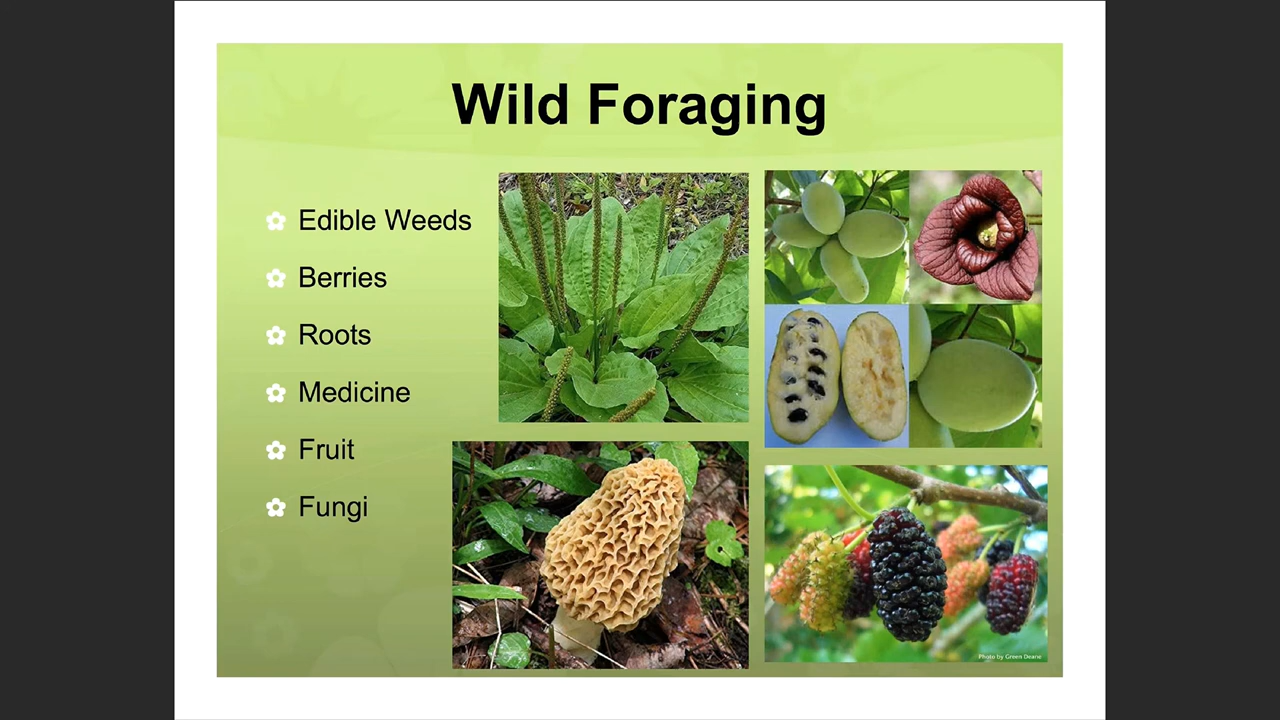 Wild Foraging
Edible Weeds
Berries
Roots
Medicine
Fruit
Fungi
Photo by Green Deane